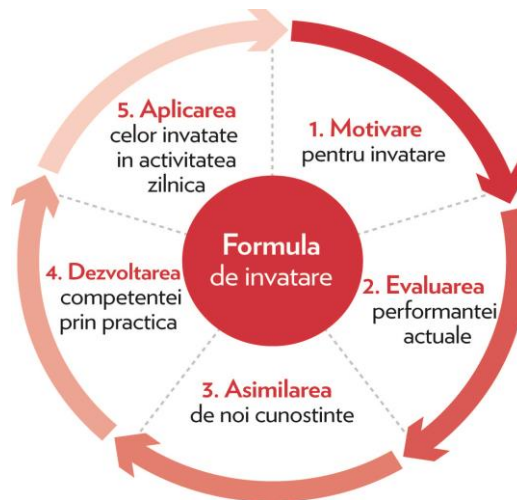 Formula
de invatare
1. Motivare
pentru invatare
2. Evaluarea
performantei
actuale
3. Asimilarea
de noi cunostinte
4. Dezvoltarea
competentei
prin practica
5. Aplicarea
celor invatate
in activitatea
zilnica